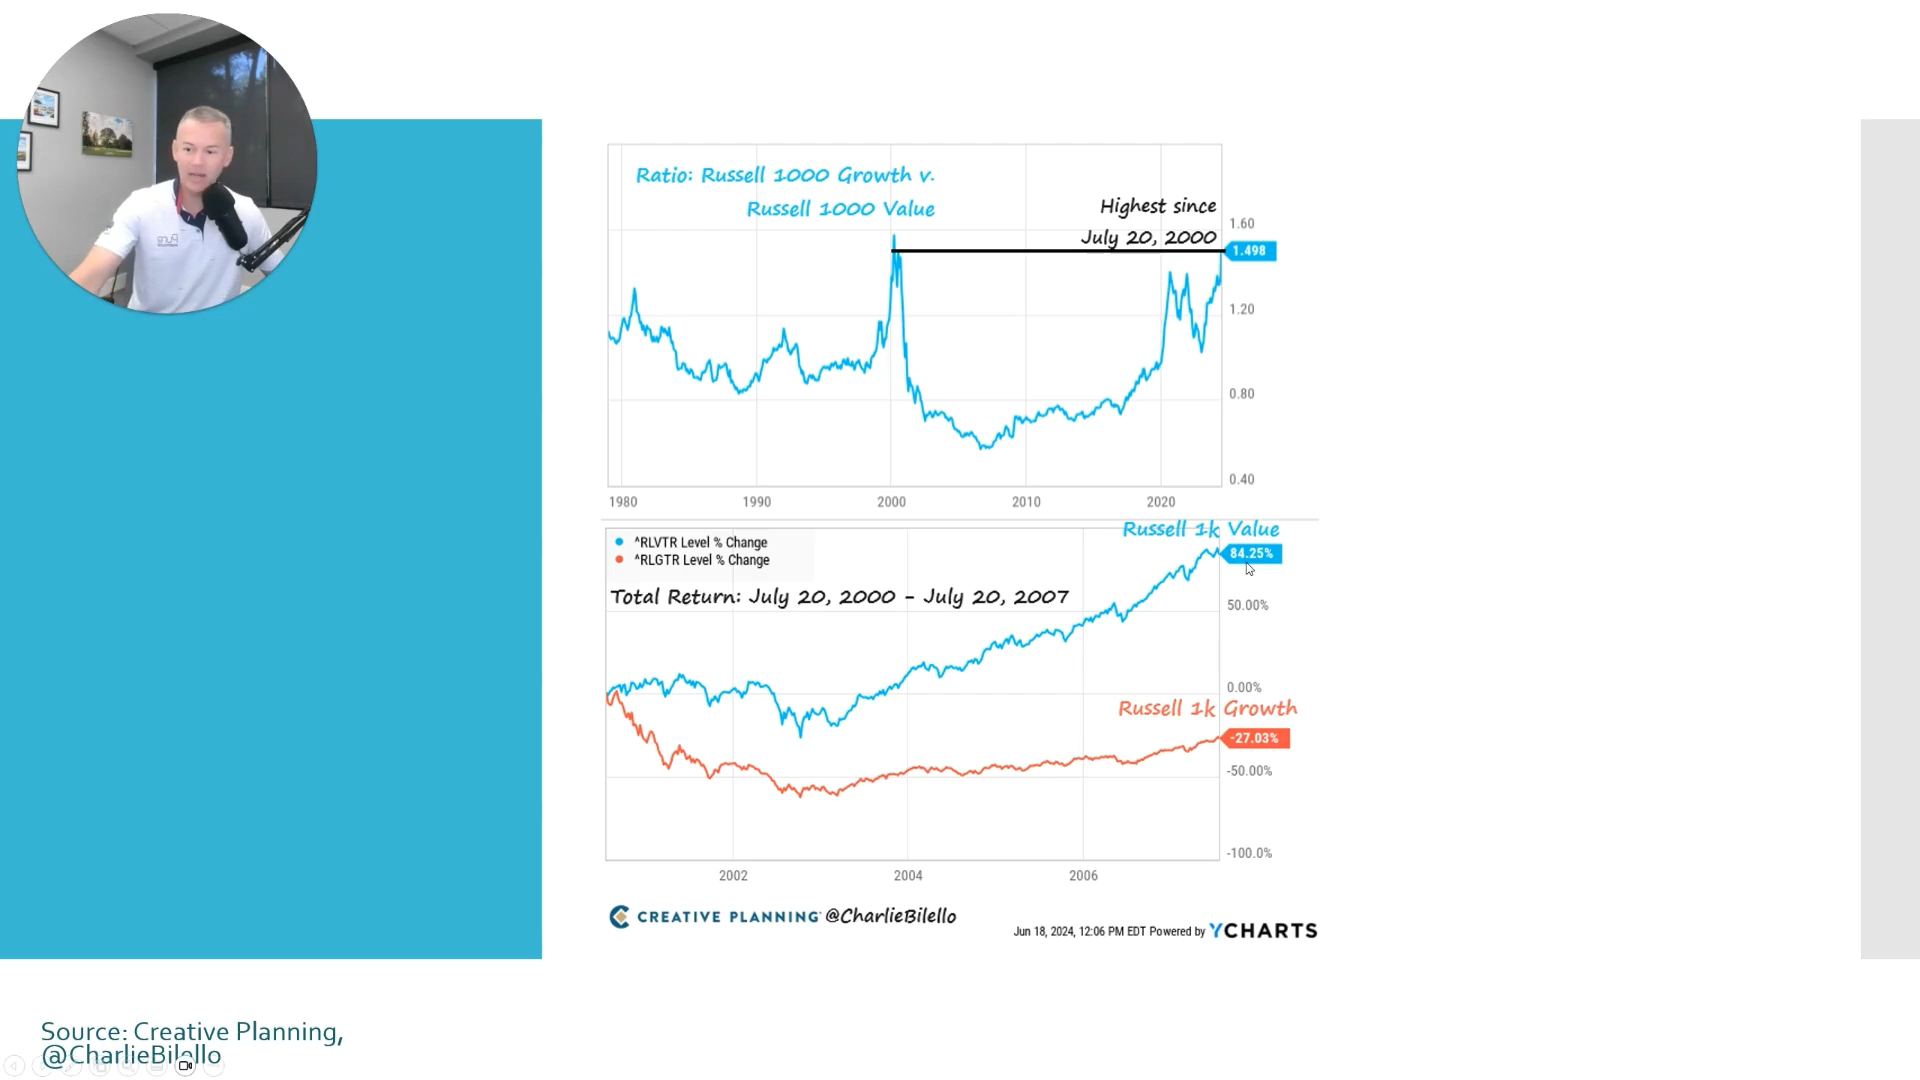 Ratio: Russell 1000 Growth v.
Russell 1000 Value
Highest since
July 20, 2000
1.60
1.498
1.20
0.80
0.40
1980 1990 2000 2010 2020
Russell 1k Value
^RLVTR Level % Change
^RLGTR Level % Change
84.25%
Total Return: July 20, 2000 - July 20, 2007
50.00%
0.00%
Russell 1k Growth
-27.03%
-50.00%
-100.0%
2002 2004 2006
CREATIVE PLANNING @CharlieBilello
Jun 18, 2024, 12:06 PM EDT Powered by YCHARTS
Source: Creative Planning,
@CharlieBilello